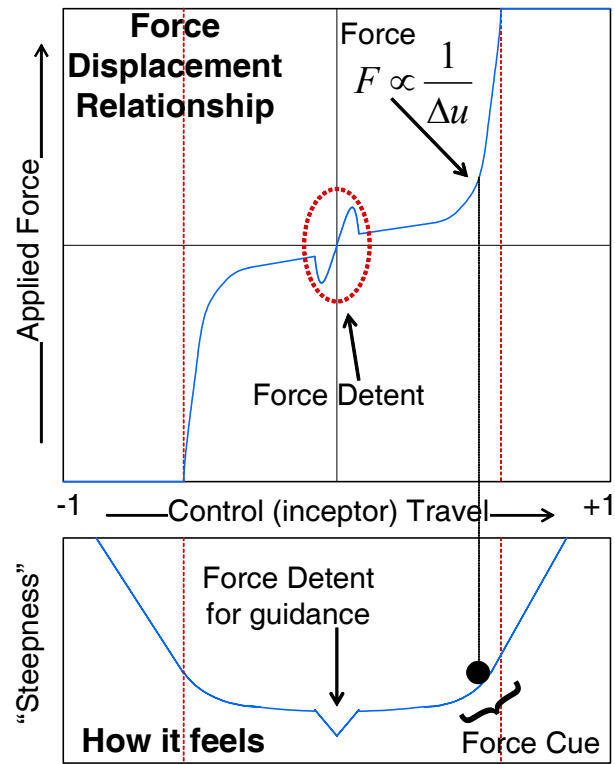 Force
Displacement
Relationship
Force
F ∝ 1/Δu
Applied Force
Force Detent
-1
Control (inceptor) Travel
+1
Force Detent
for guidance
“Steepness”
How it feels
Force Cue